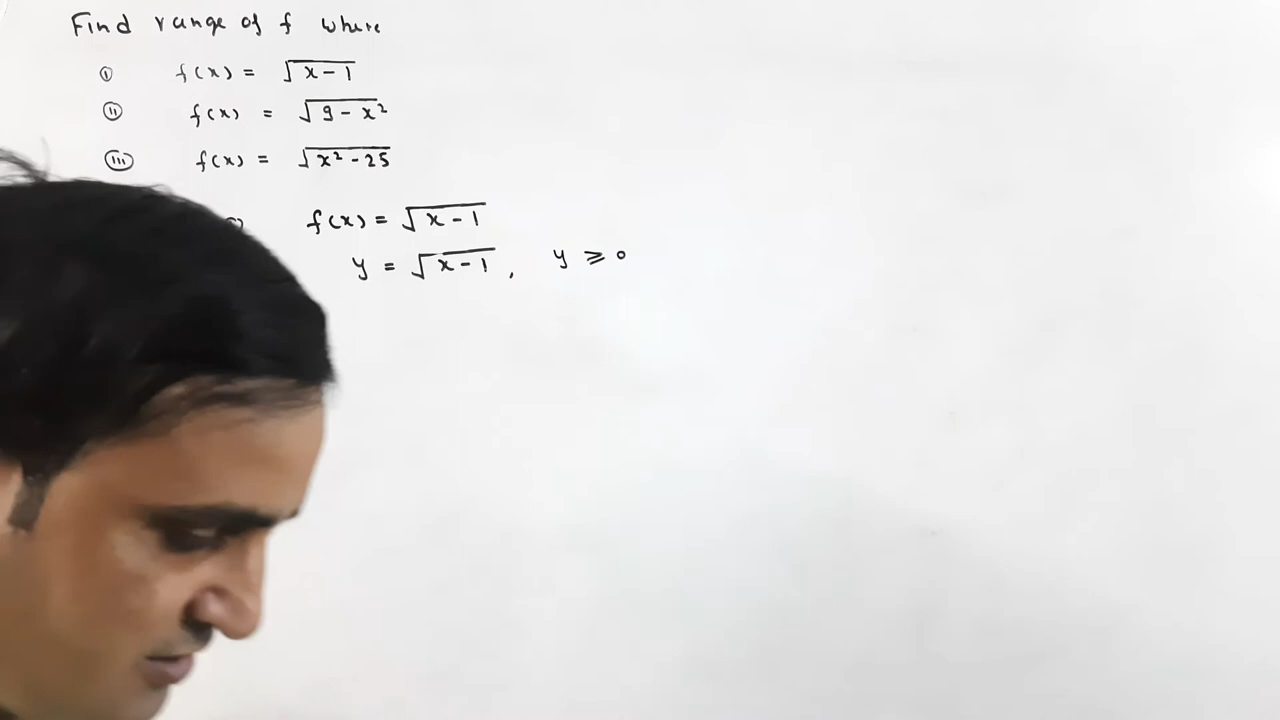 Find range of f where
(i) f(x) = √(x-1)
(ii) f(x) = √(9-x²)
(iii) f(x) = √(x²-25)
f(x) = √(x-1)
y = √(x-1), y ≥ 0